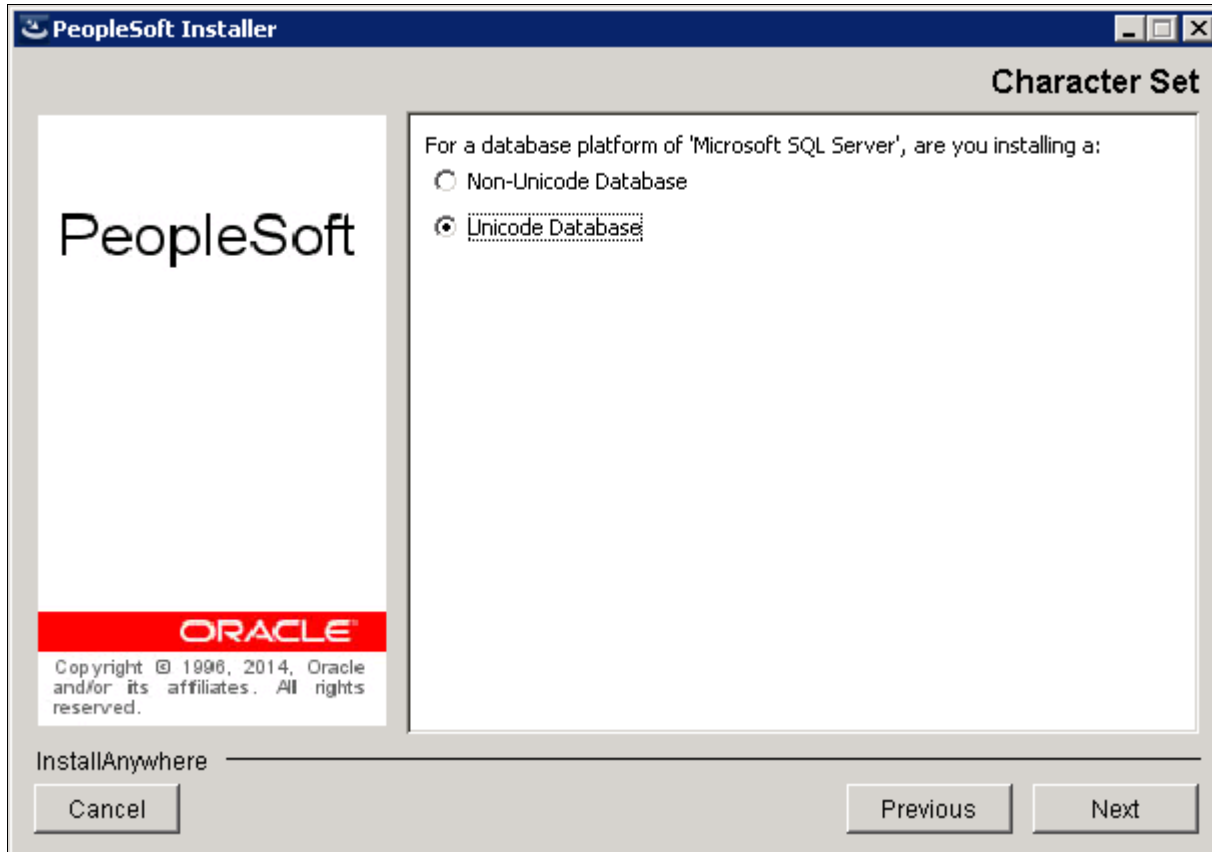 PeopleSoft Installer
Character Set
For a database platform of 'Microsoft SQL Server', are you installing a:
Non-Unicode Database
Unicode Database
PeopleSoft
ORACLE
Copyright © 1996, 2014, Oracle
and/or its affiliates. All rights
reserved.
InstallAnywhere
Cancel
Previous
Next